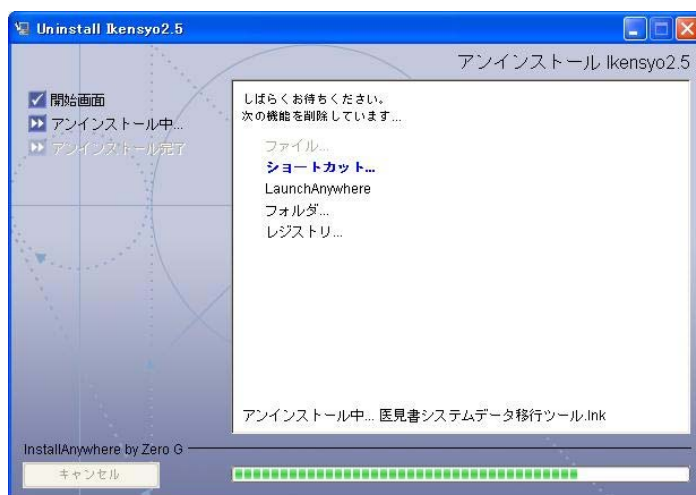 Uninstall Ikensyo2.5
アンインストール Ikensyo2.5
開始画面
アンインストール中...
アンインストール完了
しばらくお待ちください。
次の機能を削除しています...
ファイル...
ショートカット...
LaunchAnywhere
フォルダ...
レジストリ...
アンインストール中... 医見書システムデータ移行ツール.lnk
InstallAnywhere by Zero G
キャンセル